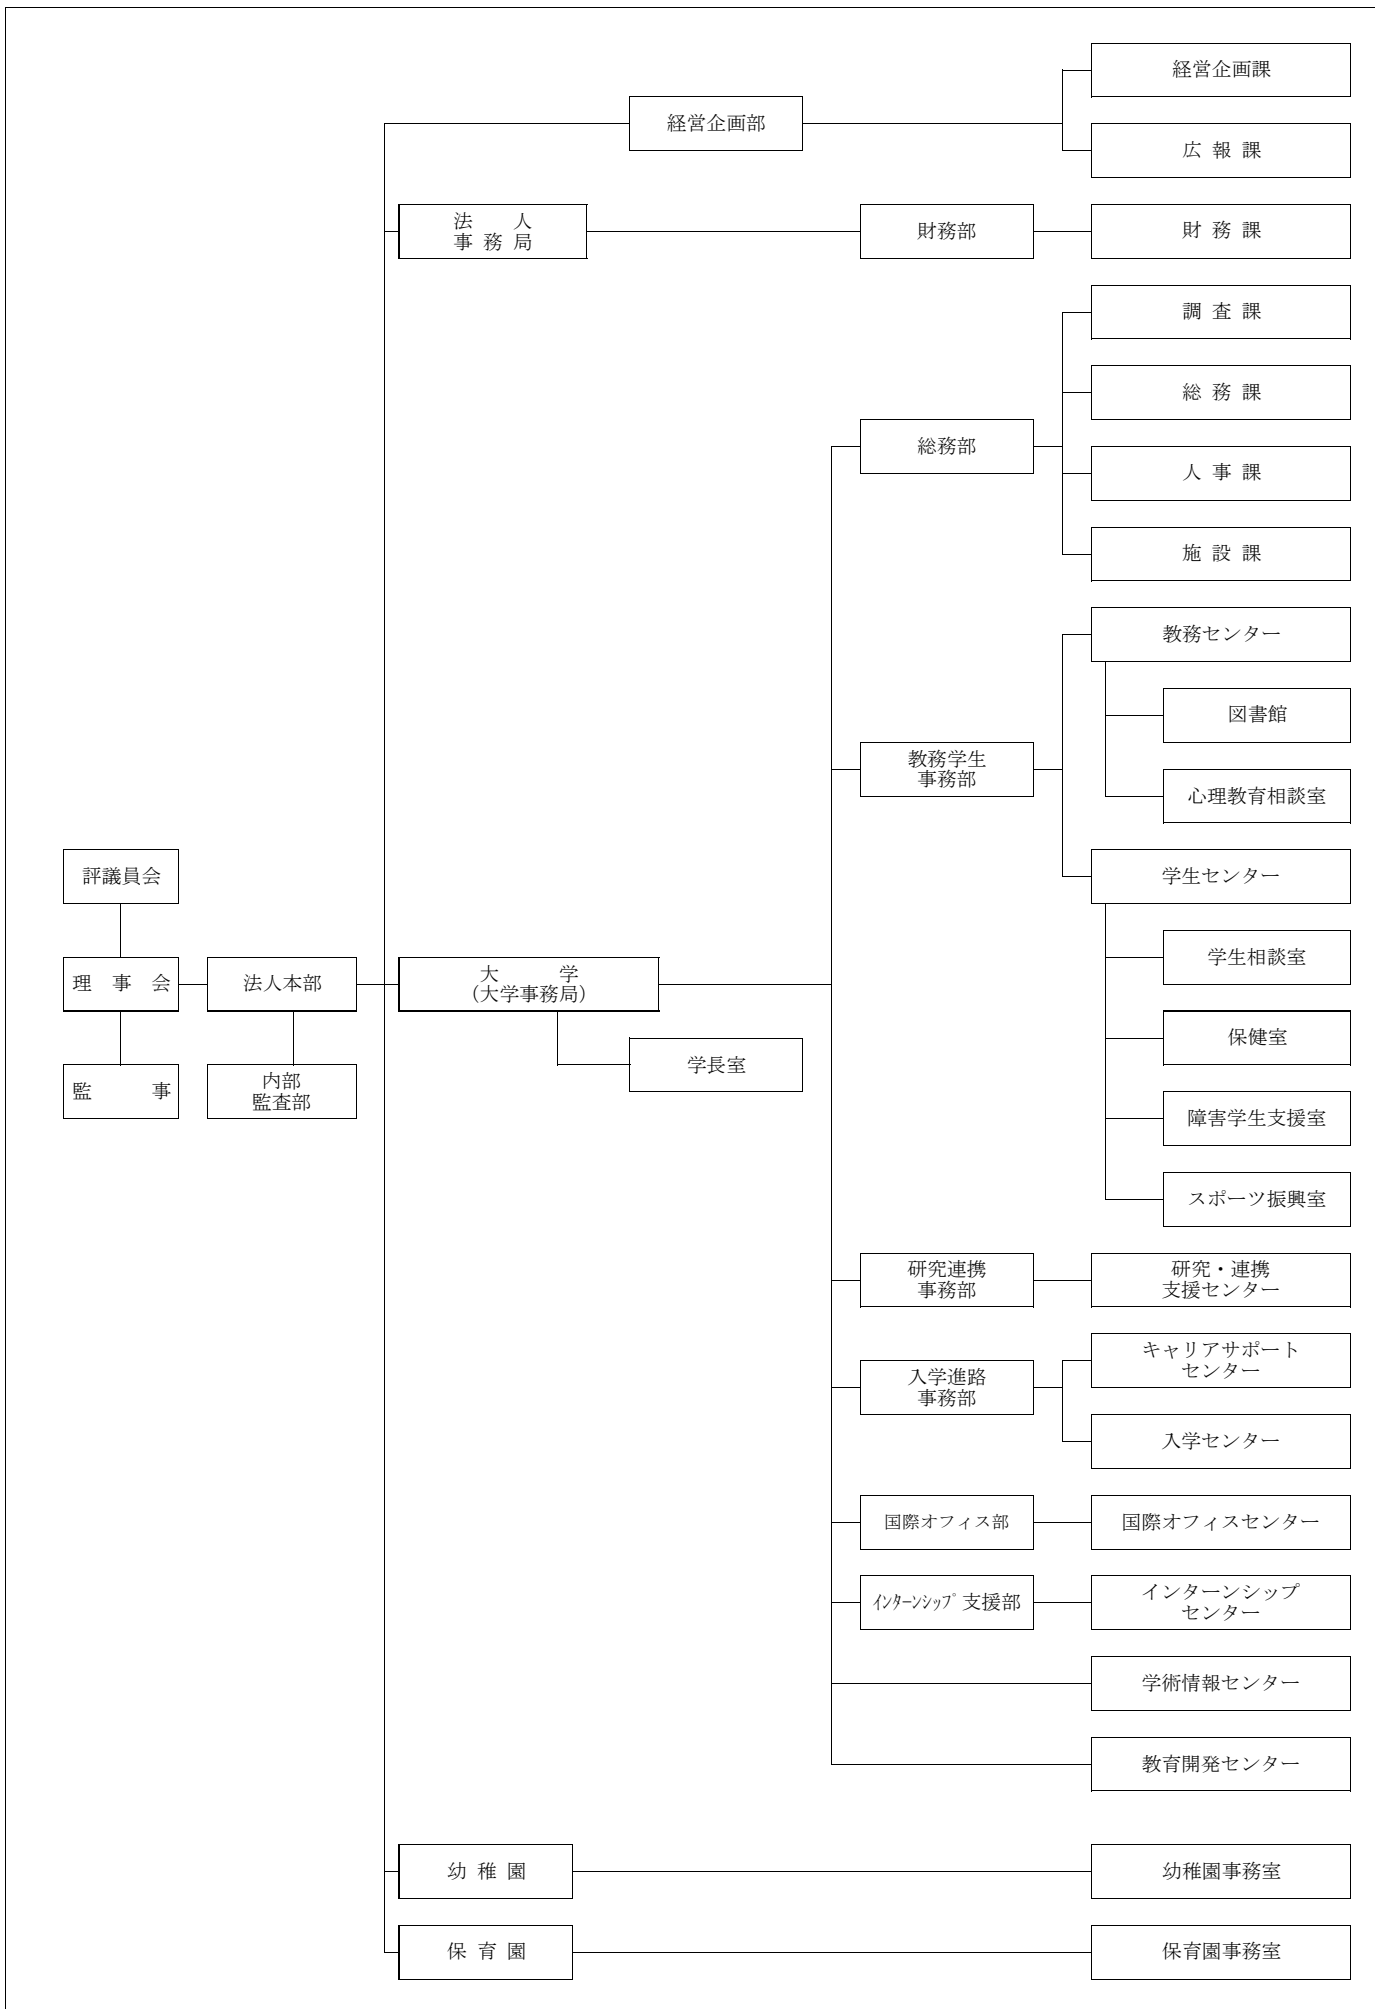 経営企画課
経営企画部
広 報 課
法 人
事 務 局
財務部
財 務 課
調 査 課
総 務 課
総務部
人 事 課
施 設 課
教務センター
図書館
教務学生
事務部
心理教育相談室
評議員会
学生センター
学生相談室
理 事 会
法人本部
大 学
（大学事務局）
保健室
学長室
監 事
内部
監査部
障害学生支援室
スポーツ振興室
研究連携
事務部
研究・連携
支援センター
キャリアサポート
センター
入学進路
事務部
入学センター
国際オフィス部
国際オフィスセンター
ｲﾝﾀｰﾝｼｯﾌﾟ 支援部
インターンシップ
センター
学術情報センター
教育開発センター
幼 稚 園
幼稚園事務室
保 育 園
保育園事務室